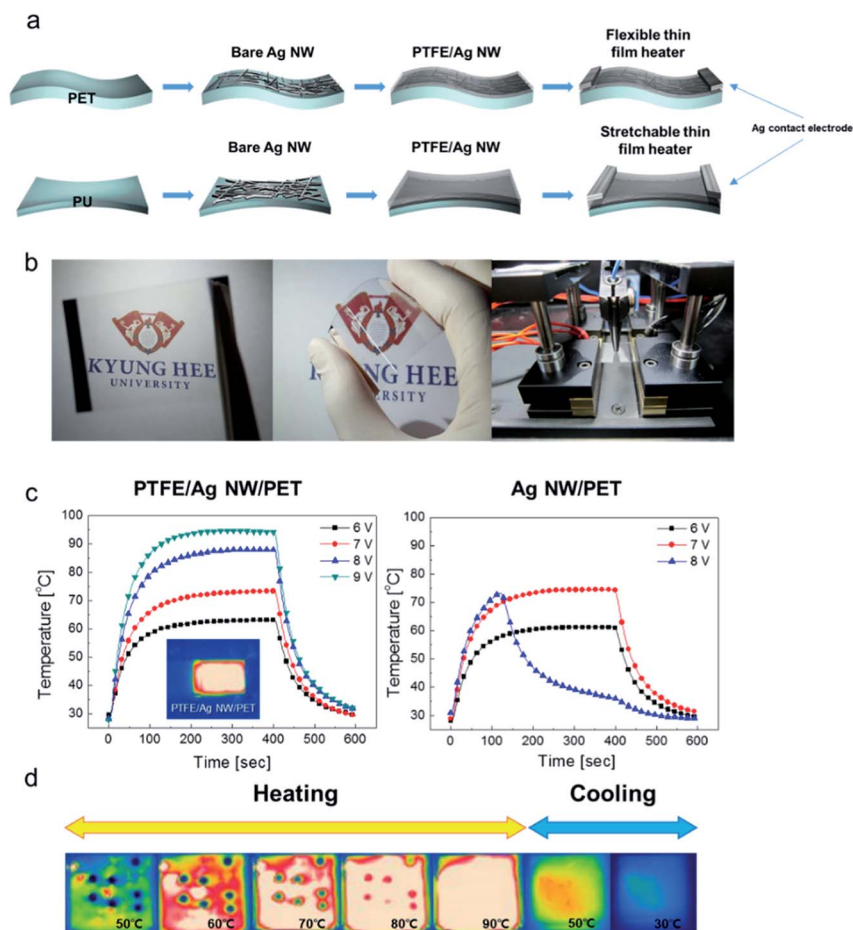 a
Bare Ag NW
PTFE/Ag NW
Flexible thin
film heater
PET
Ag contact electrode
Bare Ag NW
PTFE/Ag NW
Stretchable thin
film heater
PU
b
KYUNG HEE
UNIVERSITY
KYUNG HEE
UNIVERSITY
c
PTFE/Ag NW/PET
Temperature [°C]
100
90
80
70
60
50
40
30
6 V
7 V
8 V
9 V
PTFE/Ag NW/PET
0 100 200 300 400 500 600
Time [sec]
Ag NW/PET
Temperature [°C]
100
90
80
70
60
50
40
30
6 V
7 V
8 V
0 100 200 300 400 500 600
Time [sec]
d
Heating
Cooling
50℃ 60℃ 70℃ 80℃ 90℃ 50℃ 30℃